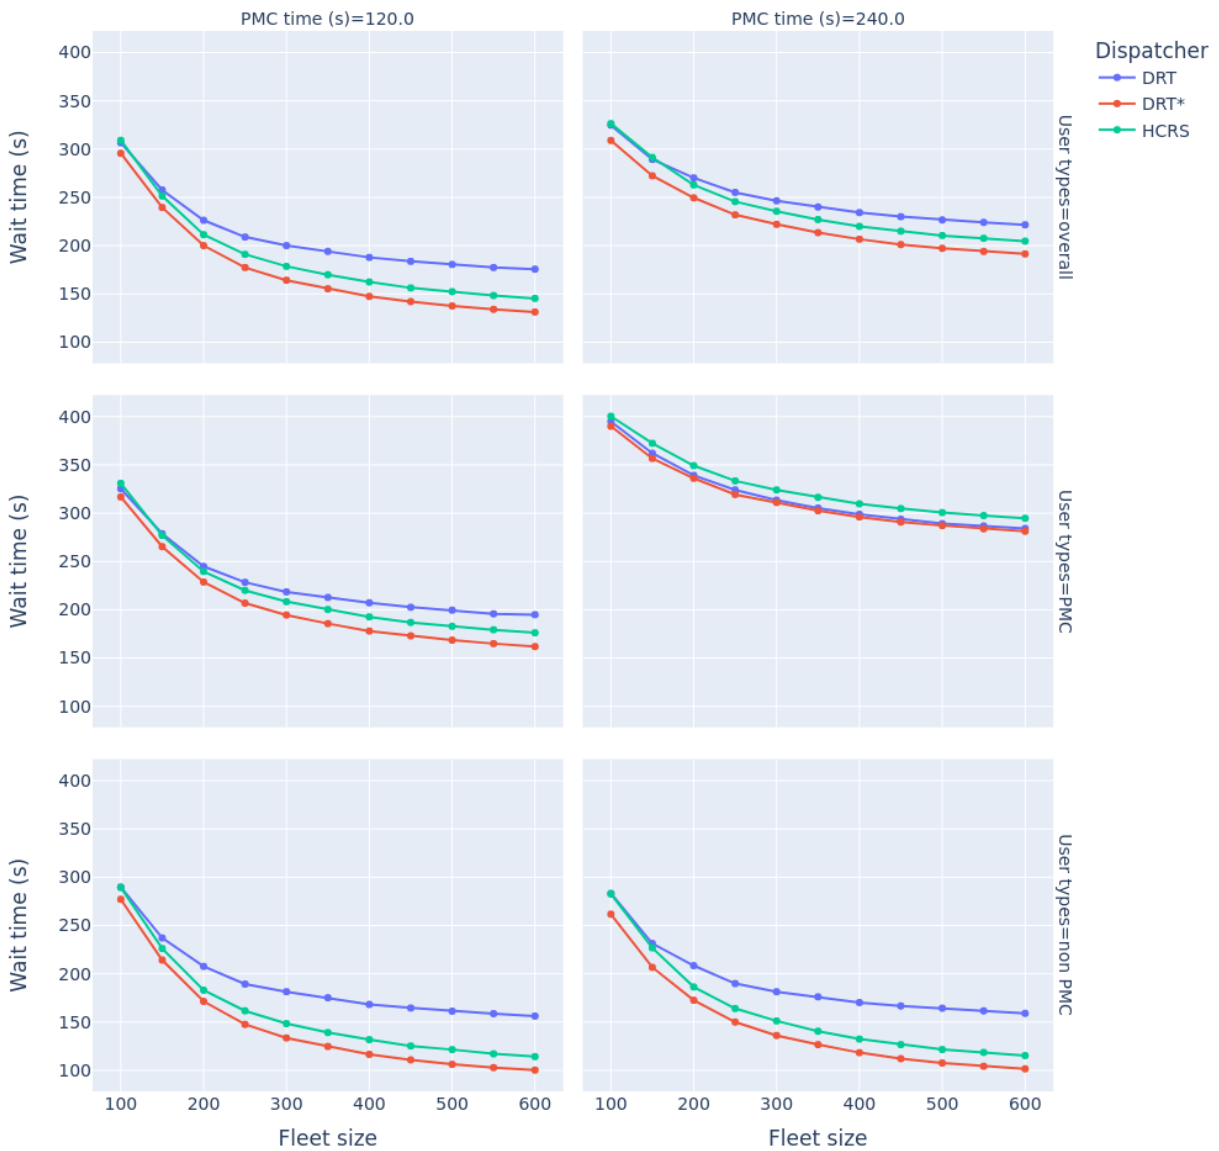 PMC time (s)=120.0
PMC time (s)=240.0
Dispatcher
DRT
DRT*
HCRS
Wait time (s)
400
350
300
250
200
150
100
User types=overall
Wait time (s)
400
350
300
250
200
150
100
User types=PMC
Wait time (s)
400
350
300
250
200
150
100
User types=non PMC
100 200 300 400 500 600
100 200 300 400 500 600
Fleet size
Fleet size